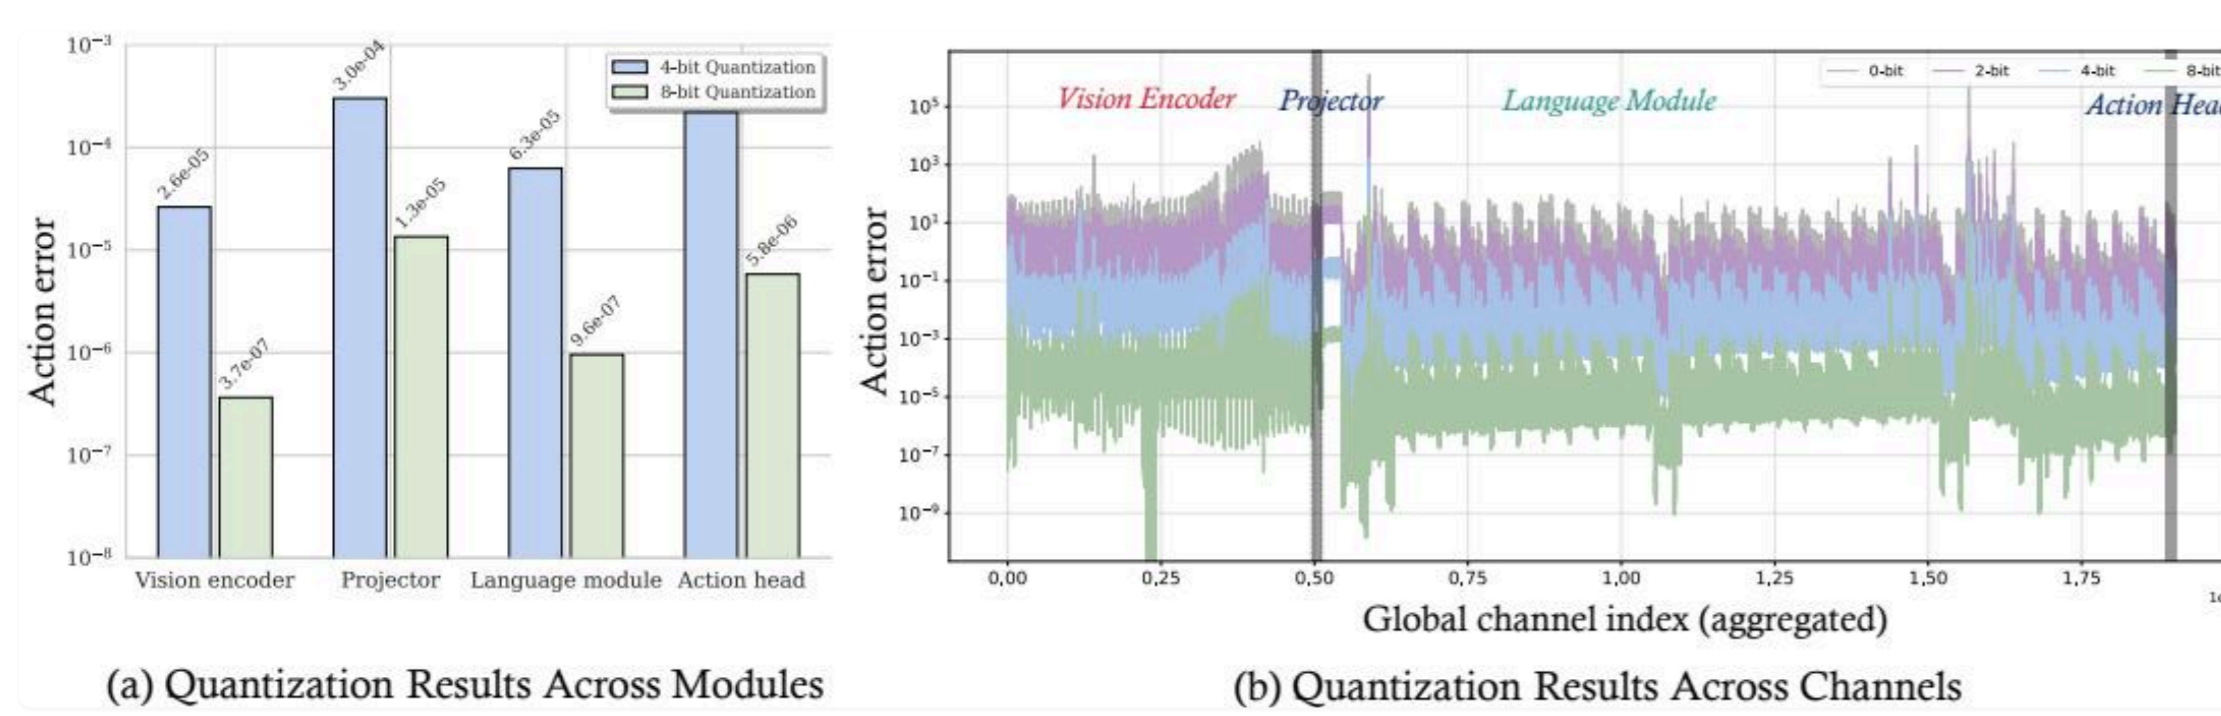 10⁻³
10⁻⁴
10⁻⁵
10⁻⁶
10⁻⁷
10⁻⁸
Action error
2.6e-05
3.7e-07
3.0e-04
1.3e-05
6.3e-05
9.6e-07
5.8e-06
4-bit Quantization
8-bit Quantization
Vision encoder Projector Language module Action head
(a) Quantization Results Across Modules
0-bit 2-bit 4-bit 8-bit
Vision Encoder Projector Language Module Action Hea
10⁵
10³
10¹
10⁻¹
10⁻³
10⁻⁵
10⁻⁷
10⁻⁹
Action error
0,00 0,25 0,50 0,75 1,00 1,25 1,50 1,75
Global channel index (aggregated)
(b) Quantization Results Across Channels